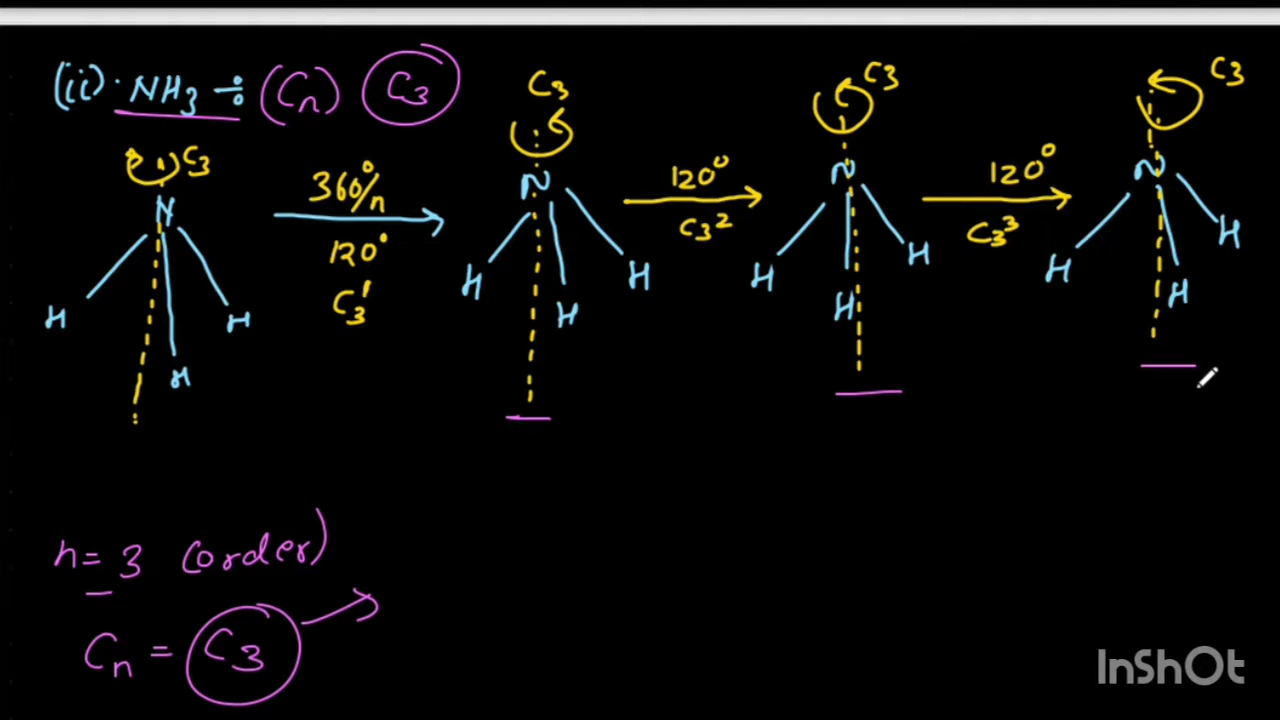 (ii). NH₃ ÷ (Cn) C₃
C₃ C₃ C₃ C₃
N 360°/n N 120° N 120° N
120° C₃² C₃³
C₃¹
H H H H H H H H H H H H
n = 3 (order)
Cn = C₃
InShOt